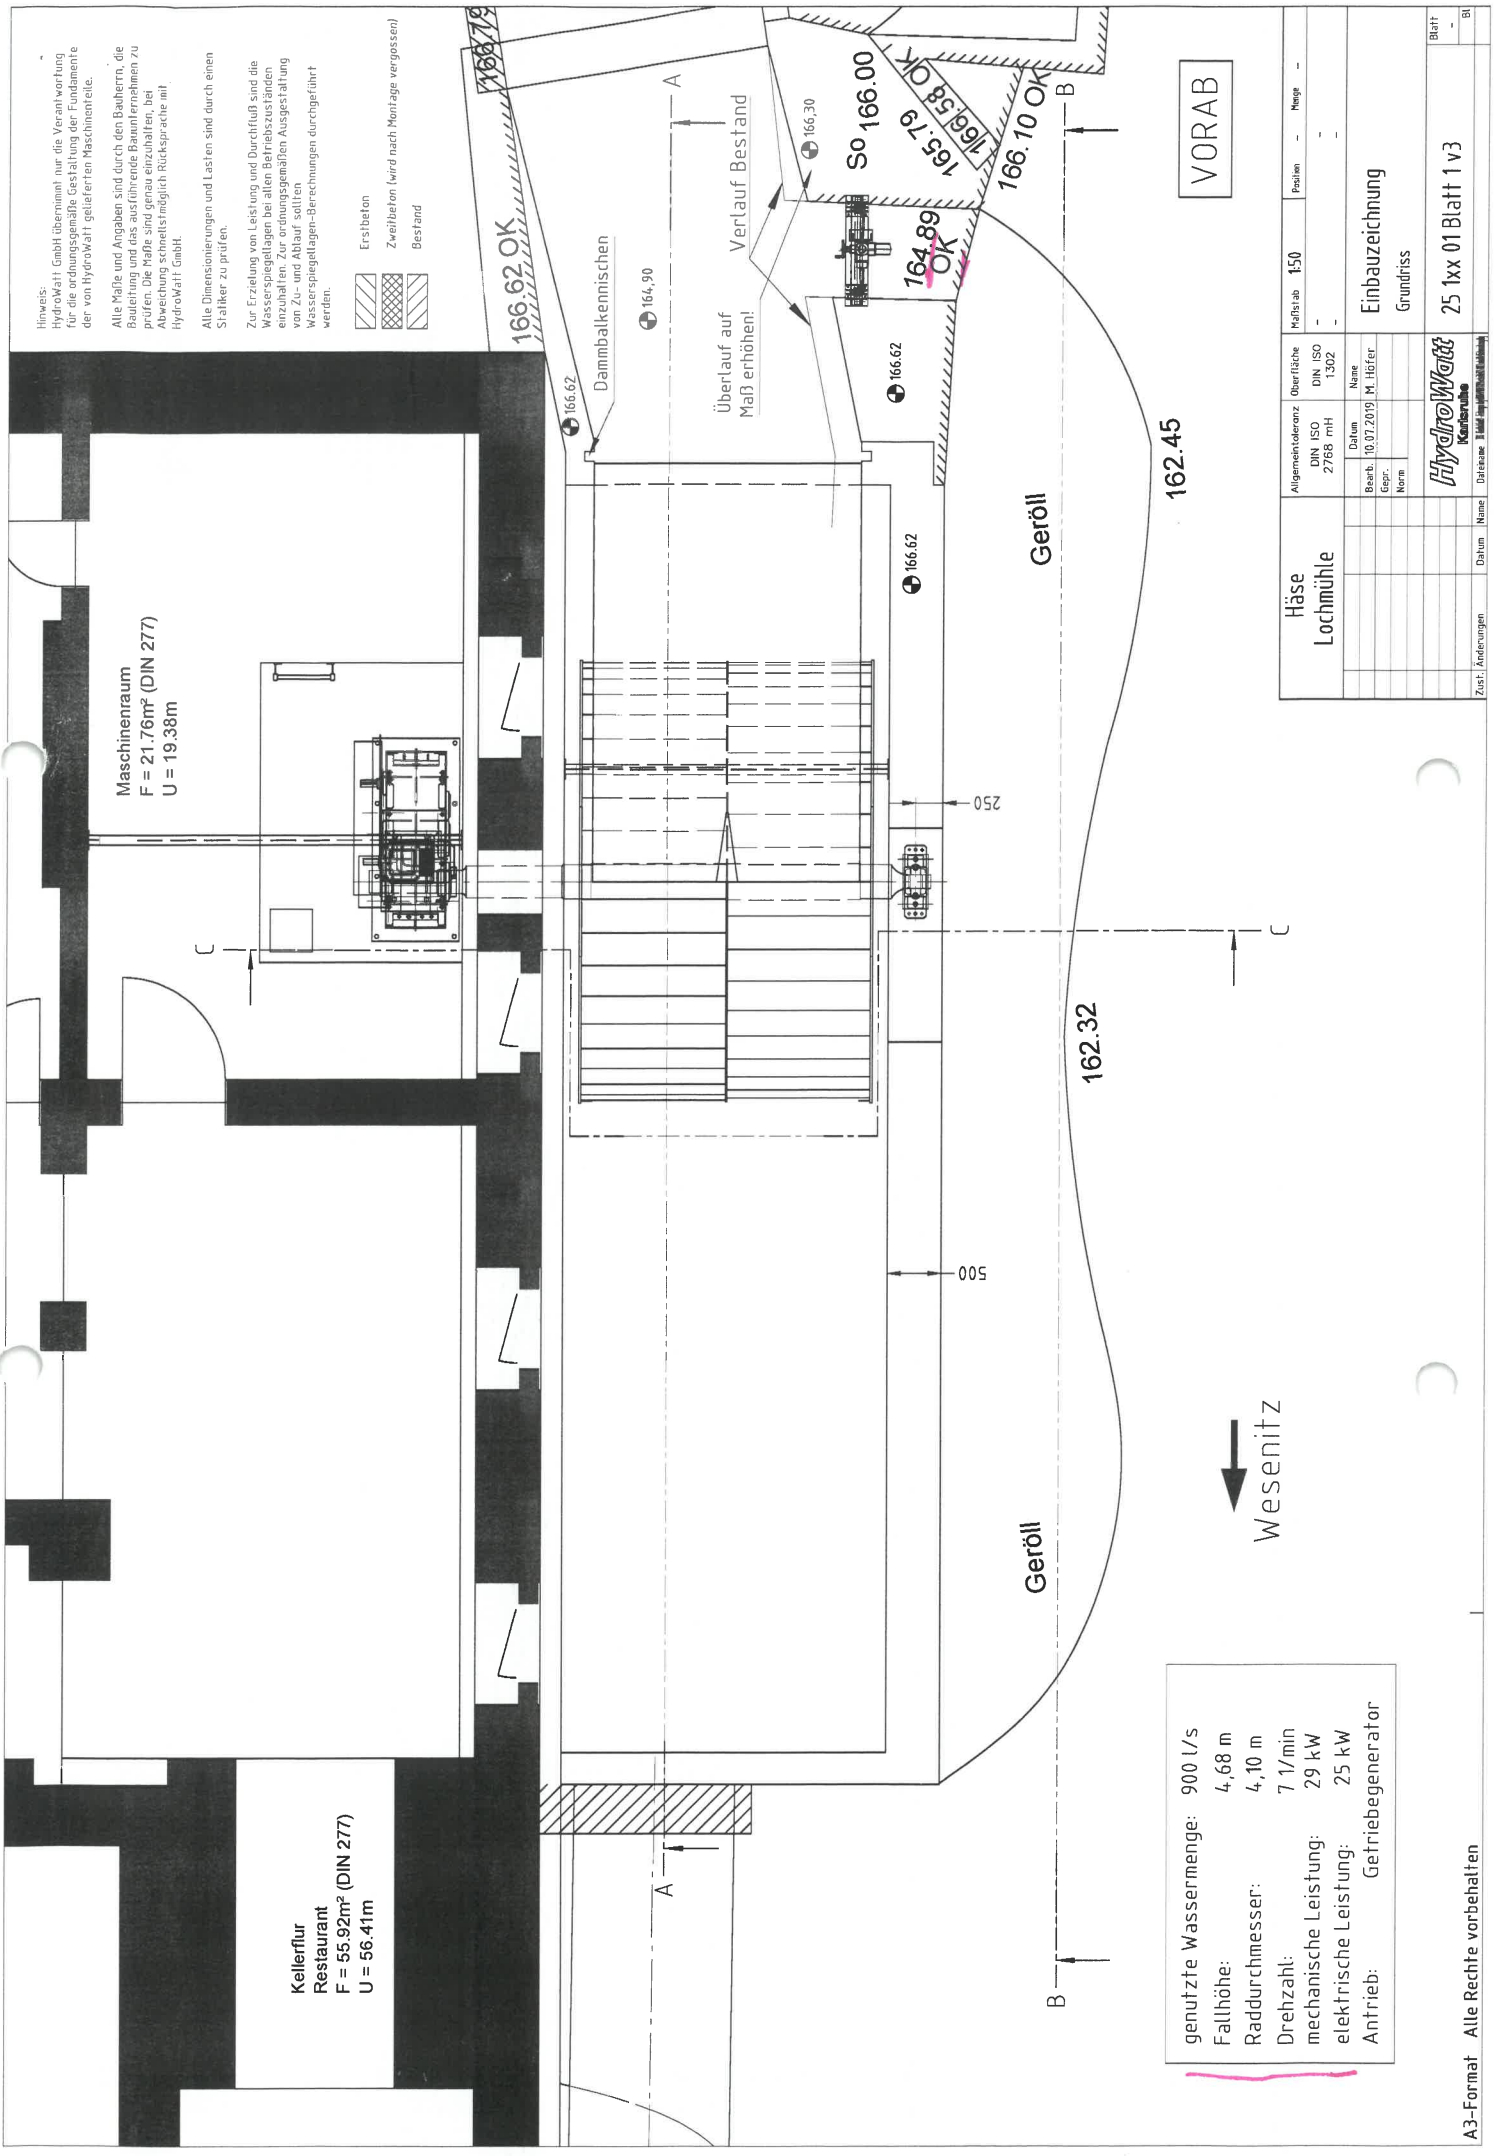 Hinweis:
HydroWatt GmbH übernimmt nur die Verantwortung
für die ordnungsgemäße Gestaltung der Fundamente
der von HydroWatt gelieferten Maschinenteile.
Alle Maße und Angaben sind durch den Bauherrn, die
Bauleitung und das ausführende Bauunternehmen zu
prüfen. Die Maße sind genau einzuhalten, bei
Abweichung schnellstmöglich Rücksprache mit
HydroWatt GmbH.
Alle Dimensionierungen und Lasten sind durch einen
Statiker zu prüfen.
Zur Erzielung von Leistung und Durchfluß sind die
Wasserspiegellagen bei allen Betriebszuständen
einzuhalten. Zur ordnungsgemäßen Ausgestaltung
von Zu- und Ablauf sollten
Wasserspiegellagen-Berechnungen durchgeführt
werden.
Erstbeton
Zweitbeton (wird nach Montage vergossen)
Bestand
Maschinenraum
F = 21.76m² (DIN 277)
U = 19.38m
Kellerflur
Restaurant
F = 55.92m² (DIN 277)
U = 56.41m
166.79
166.62 OK
166.62
Dammbalkennischen
164,90
A
A
Überlauf auf
Maß erhöhen!
Verlauf Bestand
166,30
So 166.00
165.79
166.58 OK
166.10 OK
164.89
OK
166.62
166.62
B
B
C
C
250
500
Geröll
Geröll
162.45
162.32
Wesenitz
VORAB
genutzte Wassermenge: 900 l/s
Fallhöhe: 4,68 m
Raddurchmesser: 4,10 m
Drehzahl: 7 1/min
mechanische Leistung: 29 kW
elektrische Leistung: 25 kW
Antrieb: Getriebegenerator
Häse
Lochmühle
Allgemeintoleranz
DIN ISO
2768 mH
Oberfläche
DIN ISO
1302
Maßstab 1:50
Position -
Menge -
Datum Name
Bearb. 10.07.2019 M. Höfer
Gepr.
Norm
Einbauzeichnung
Grundriss
HydroWatt
Karlsruhe
25 1xx 01 Blatt 1 v3
Blatt
-
Bl
Zust. Änderungen Datum Name
Dateiname
A3-Format Alle Rechte vorbehalten